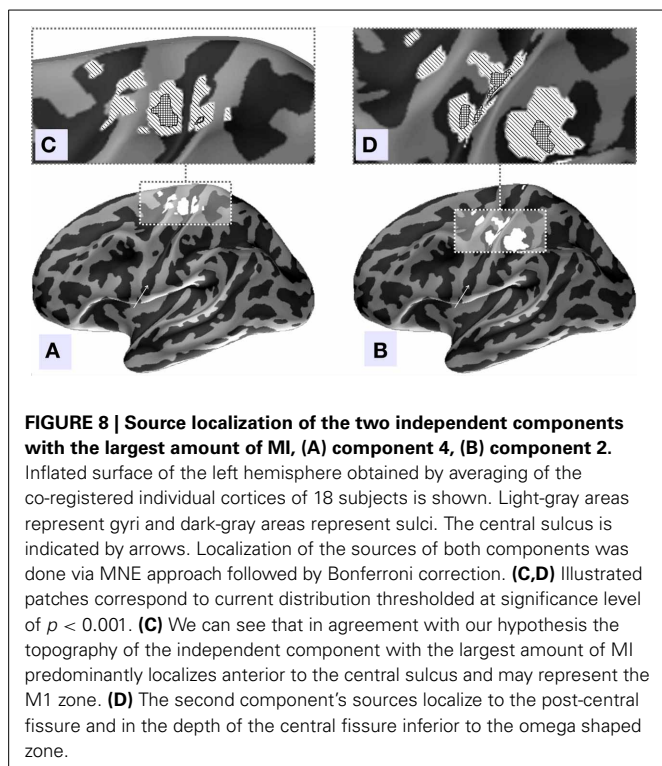 C
D
A
B
FIGURE 8 | Source localization of the two independent components
with the largest amount of MI, (A) component 4, (B) component 2.
Inflated surface of the left hemisphere obtained by averaging of the
co-registered individual cortices of 18 subjects is shown. Light-gray areas
represent gyri and dark-gray areas represent sulci. The central sulcus is
indicated by arrows. Localization of the sources of both components was
done via MNE approach followed by Bonferroni correction. (C,D) Illustrated
patches correspond to current distribution thresholded at significance level
of p < 0.001. (C) We can see that in agreement with our hypothesis the
topography of the independent component with the largest amount of MI
predominantly localizes anterior to the central sulcus and may represent the
M1 zone. (D) The second component's sources localize to the post-central
fissure and in the depth of the central fissure inferior to the omega shaped
zone.